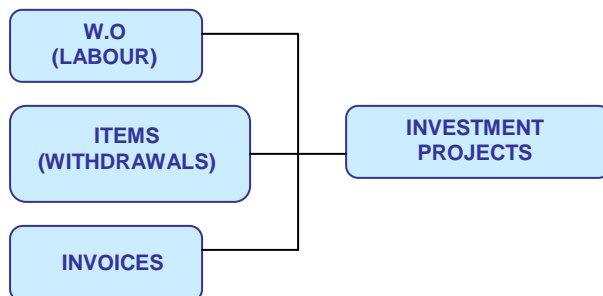 W.O
(LABOUR)
ITEMS
(WITHDRAWALS)
INVOICES
INVESTMENT
PROJECTS